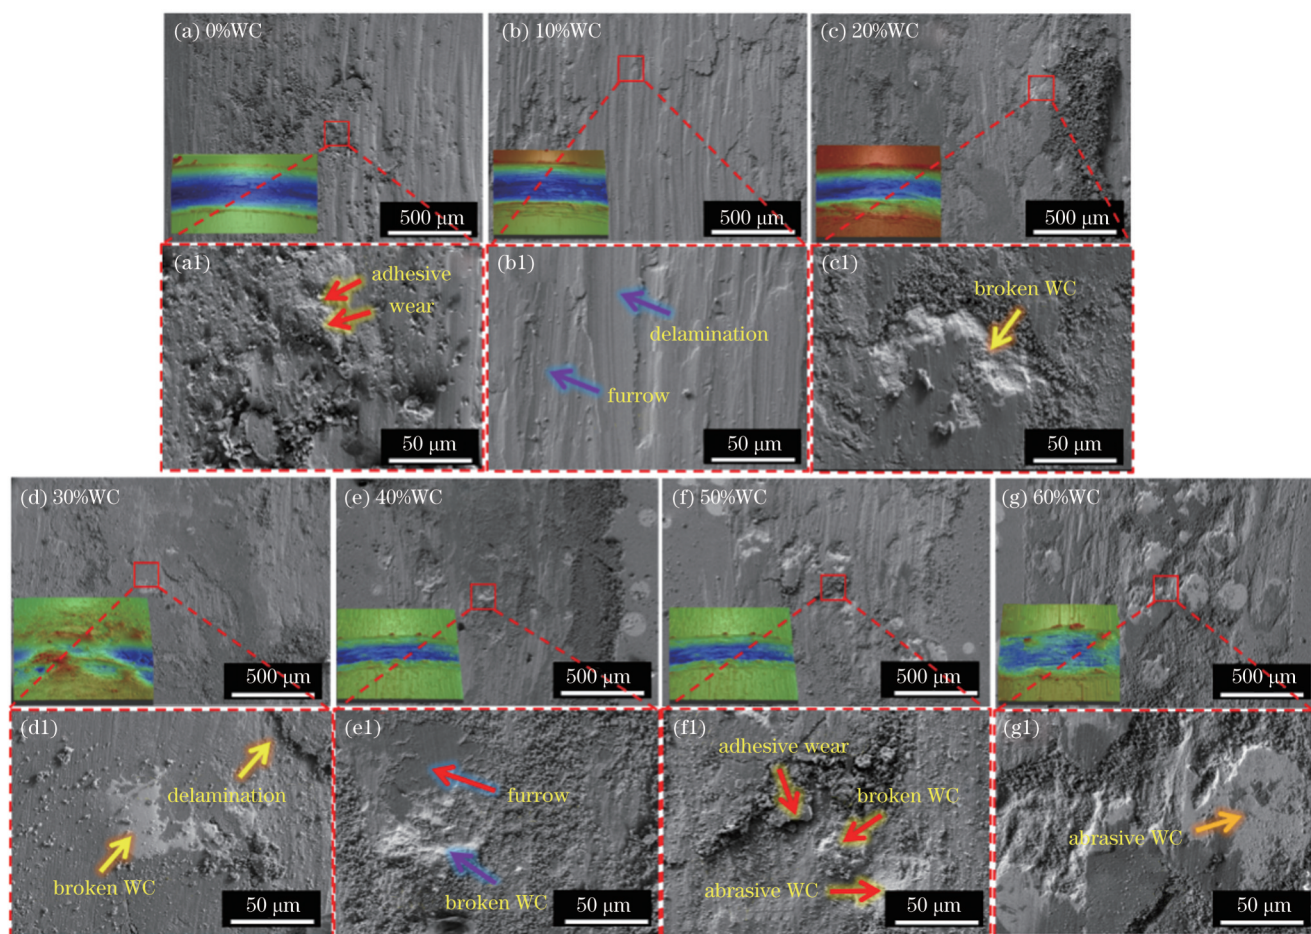 (a) 0%WC
500 μm
(b) 10%WC
500 μm
(c) 20%WC
500 μm
(a1)
adhesive
wear
50 μm
(b1)
delamination
furrow
50 μm
(c1)
broken WC
50 μm
(d) 30%WC
500 μm
(e) 40%WC
500 μm
(f) 50%WC
500 μm
(g) 60%WC
500 μm
(d1)
delamination
broken WC
50 μm
(e1)
furrow
broken WC
50 μm
(f1)
adhesive wear
broken WC
abrasive WC
50 μm
(g1)
abrasive WC
50 μm